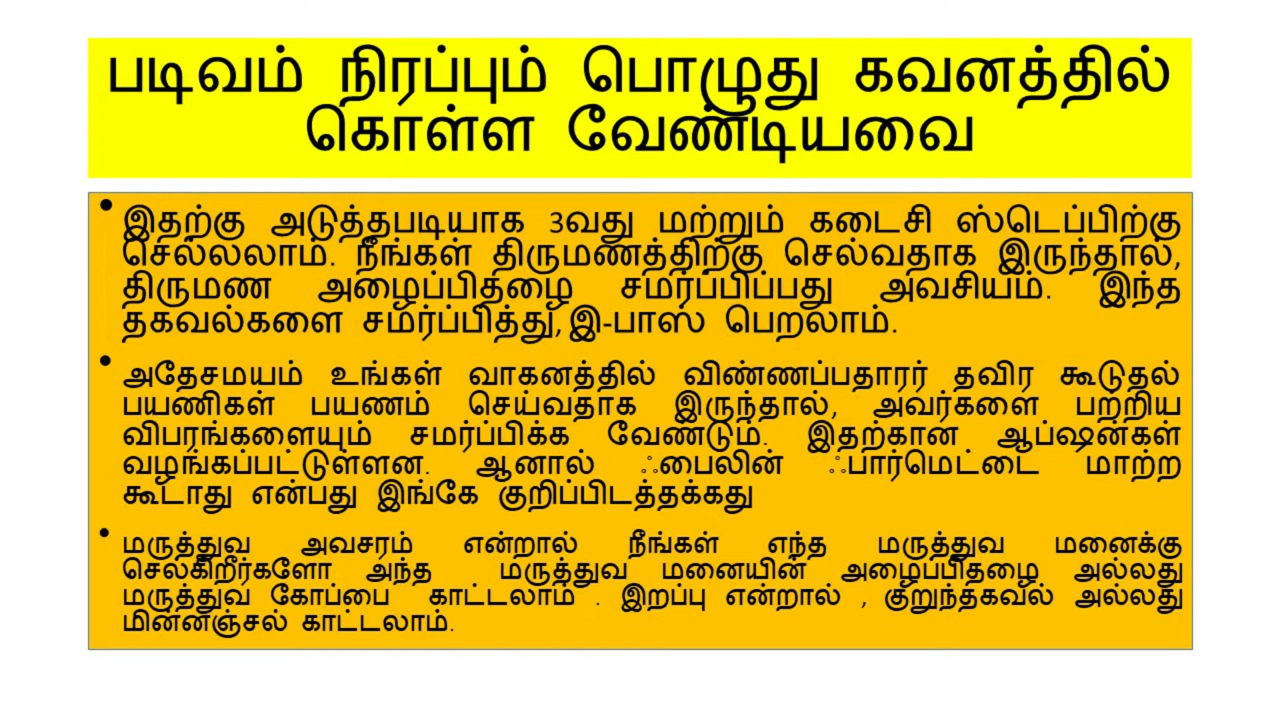 படிவம் நிரப்பும் பொழுது கவனத்தில்
கொள்ள வேண்டியவை
• இதற்கு அடுத்தபடியாக 3வது மற்றும் கடைசி ஸ்டெப்பிற்கு
செல்லலாம். நீங்கள் திருமணத்திற்கு செல்வதாக இருந்தால்,
திருமண அழைப்பிதழை சமர்ப்பிப்பது அவசியம். இந்த
தகவல்களை சமர்ப்பித்து, இ-பாஸ் பெறலாம்.
• அதேசமயம் உங்கள் வாகனத்தில் விண்ணப்பதாரர் தவிர கூடுதல்
பயணிகள் பயணம் செய்வதாக இருந்தால், அவர்களை பற்றிய
விபரங்களையும் சமர்ப்பிக்க வேண்டும். இதற்கான ஆப்ஷன்கள்
வழங்கப்பட்டுள்ளன. ஆனால் ஃபைலின் ஃபார்மெட்டை மாற்ற
கூடாது என்பது இங்கே குறிப்பிடத்தக்கது
• மருத்துவ அவசரம் என்றால் நீங்கள் எந்த மருத்துவ மனைக்கு
செல்கிறீர்களோ அந்த மருத்துவ மனையின் அழைப்பிதழை அல்லது
மருத்துவ கோப்பை காட்டலாம் . இறப்பு என்றால் , குறுந்தகவல் அல்லது
மின்னஞ்சல் காட்டலாம்.